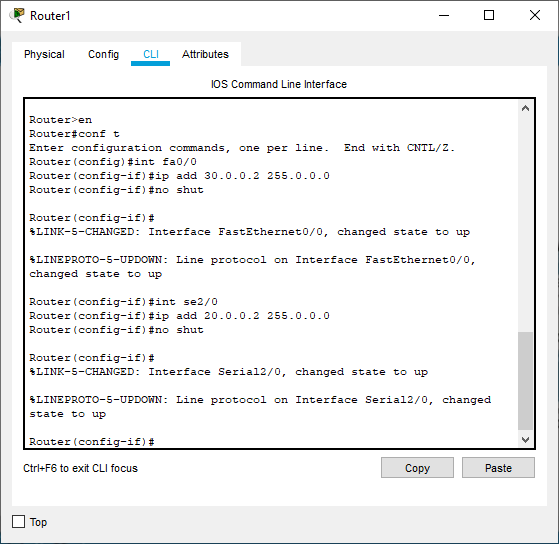 Router1
Physical Config CLI Attributes
IOS Command Line Interface
Router>en
Router#conf t
Enter configuration commands, one per line.  End with CNTL/Z.
Router(config)#int fa0/0
Router(config-if)#ip add 30.0.0.2 255.0.0.0
Router(config-if)#no shut
Router(config-if)#
%LINK-5-CHANGED: Interface FastEthernet0/0, changed state to up
%LINEPROTO-5-UPDOWN: Line protocol on Interface FastEthernet0/0,
changed state to up
Router(config-if)#int se2/0
Router(config-if)#ip add 20.0.0.2 255.0.0.0
Router(config-if)#no shut
Router(config-if)#
%LINK-5-CHANGED: Interface Serial2/0, changed state to up
%LINEPROTO-5-UPDOWN: Line protocol on Interface Serial2/0, changed
state to up
Router(config-if)#
Ctrl+F6 to exit CLI focus Copy Paste
Top